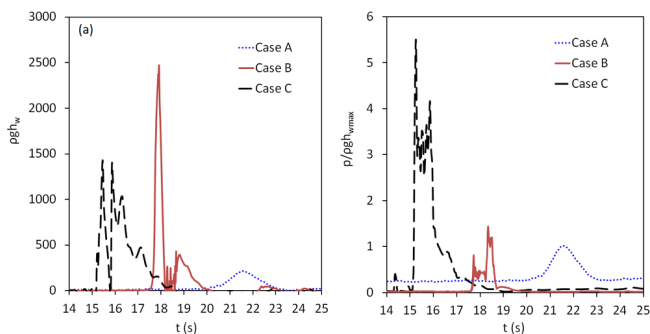 (a)
Case A
Case B
Case C
ρghw
3000
2500
2000
1500
1000
500
0
14 15 16 17 18 19 20 21 22 23 24 25
t (s)
Case A
Case B
Case C
p/ρghwmax
6
5
4
3
2
1
0
14 15 16 17 18 19 20 21 22 23 24 25
t (s)